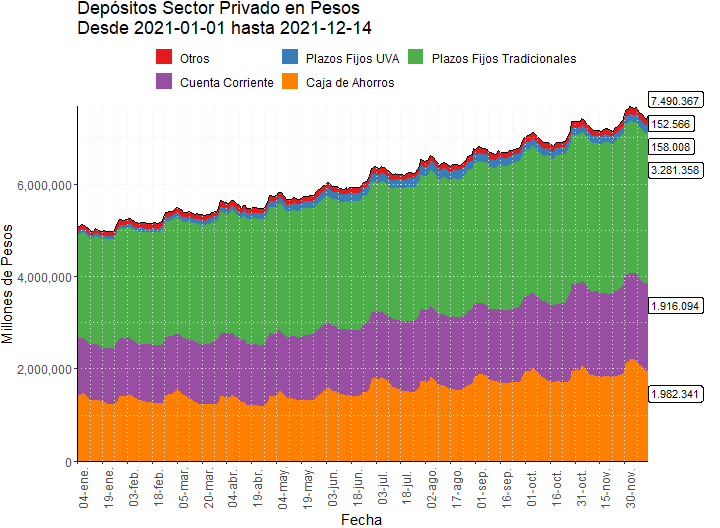 Depósitos Sector Privado en Pesos
Desde 2021-01-01 hasta 2021-12-14
Otros
Plazos Fijos UVA
Plazos Fijos Tradicionales
Cuenta Corriente
Caja de Ahorros
Millones de Pesos
6,000,000
4,000,000
2,000,000
0
7.490.367
152.566
158.008
3.281.358
1.916.094
1.982.341
04-ene.
19-ene.
03-feb.
18-feb.
05-mar.
20-mar.
04-abr.
19-abr.
04-may.
19-may.
03-jun.
18-jun.
03-jul.
18-jul.
02-ago.
17-ago.
01-sep.
16-sep.
01-oct.
16-oct.
31-oct.
15-nov.
30-nov.
Fecha